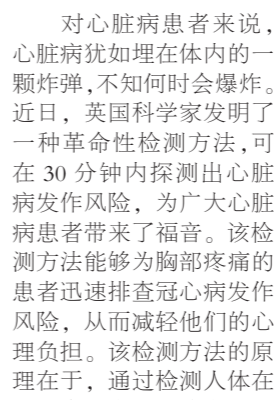 对心脏病患者来说，
心脏病犹如埋在体内的一
颗炸弹，不知何时会爆炸。
近日，英国科学家发明了
一种革命性检测方法，可
在 30 分钟内探测出心脏
病发作风险，为广大心脏
病患者带来了福音。该检
测方法能够为胸部疼痛的
患者迅速排查冠心病发作
风险，从而减轻他们的心
理负担。该检测方法的原
理在于，通过检测人体在